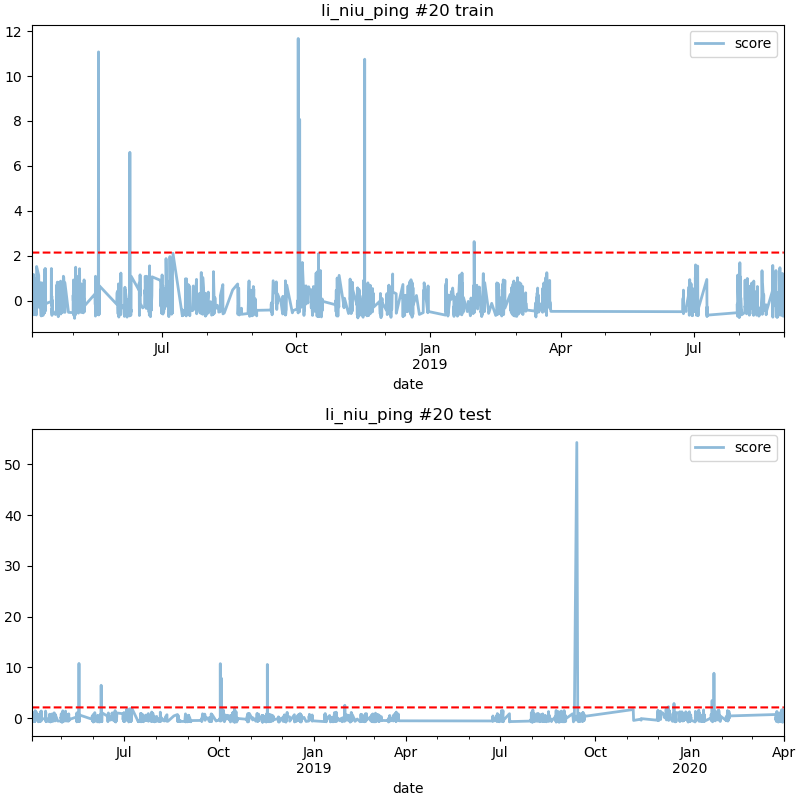 li_niu_ping #20 train
score
12
10
8
6
4
2
0
Jul
Oct
Jan
2019
Apr
Jul
date
li_niu_ping #20 test
score
50
40
30
20
10
0
Jul
Oct
Jan
2019
Apr
Jul
Oct
Jan
2020
Apr
date